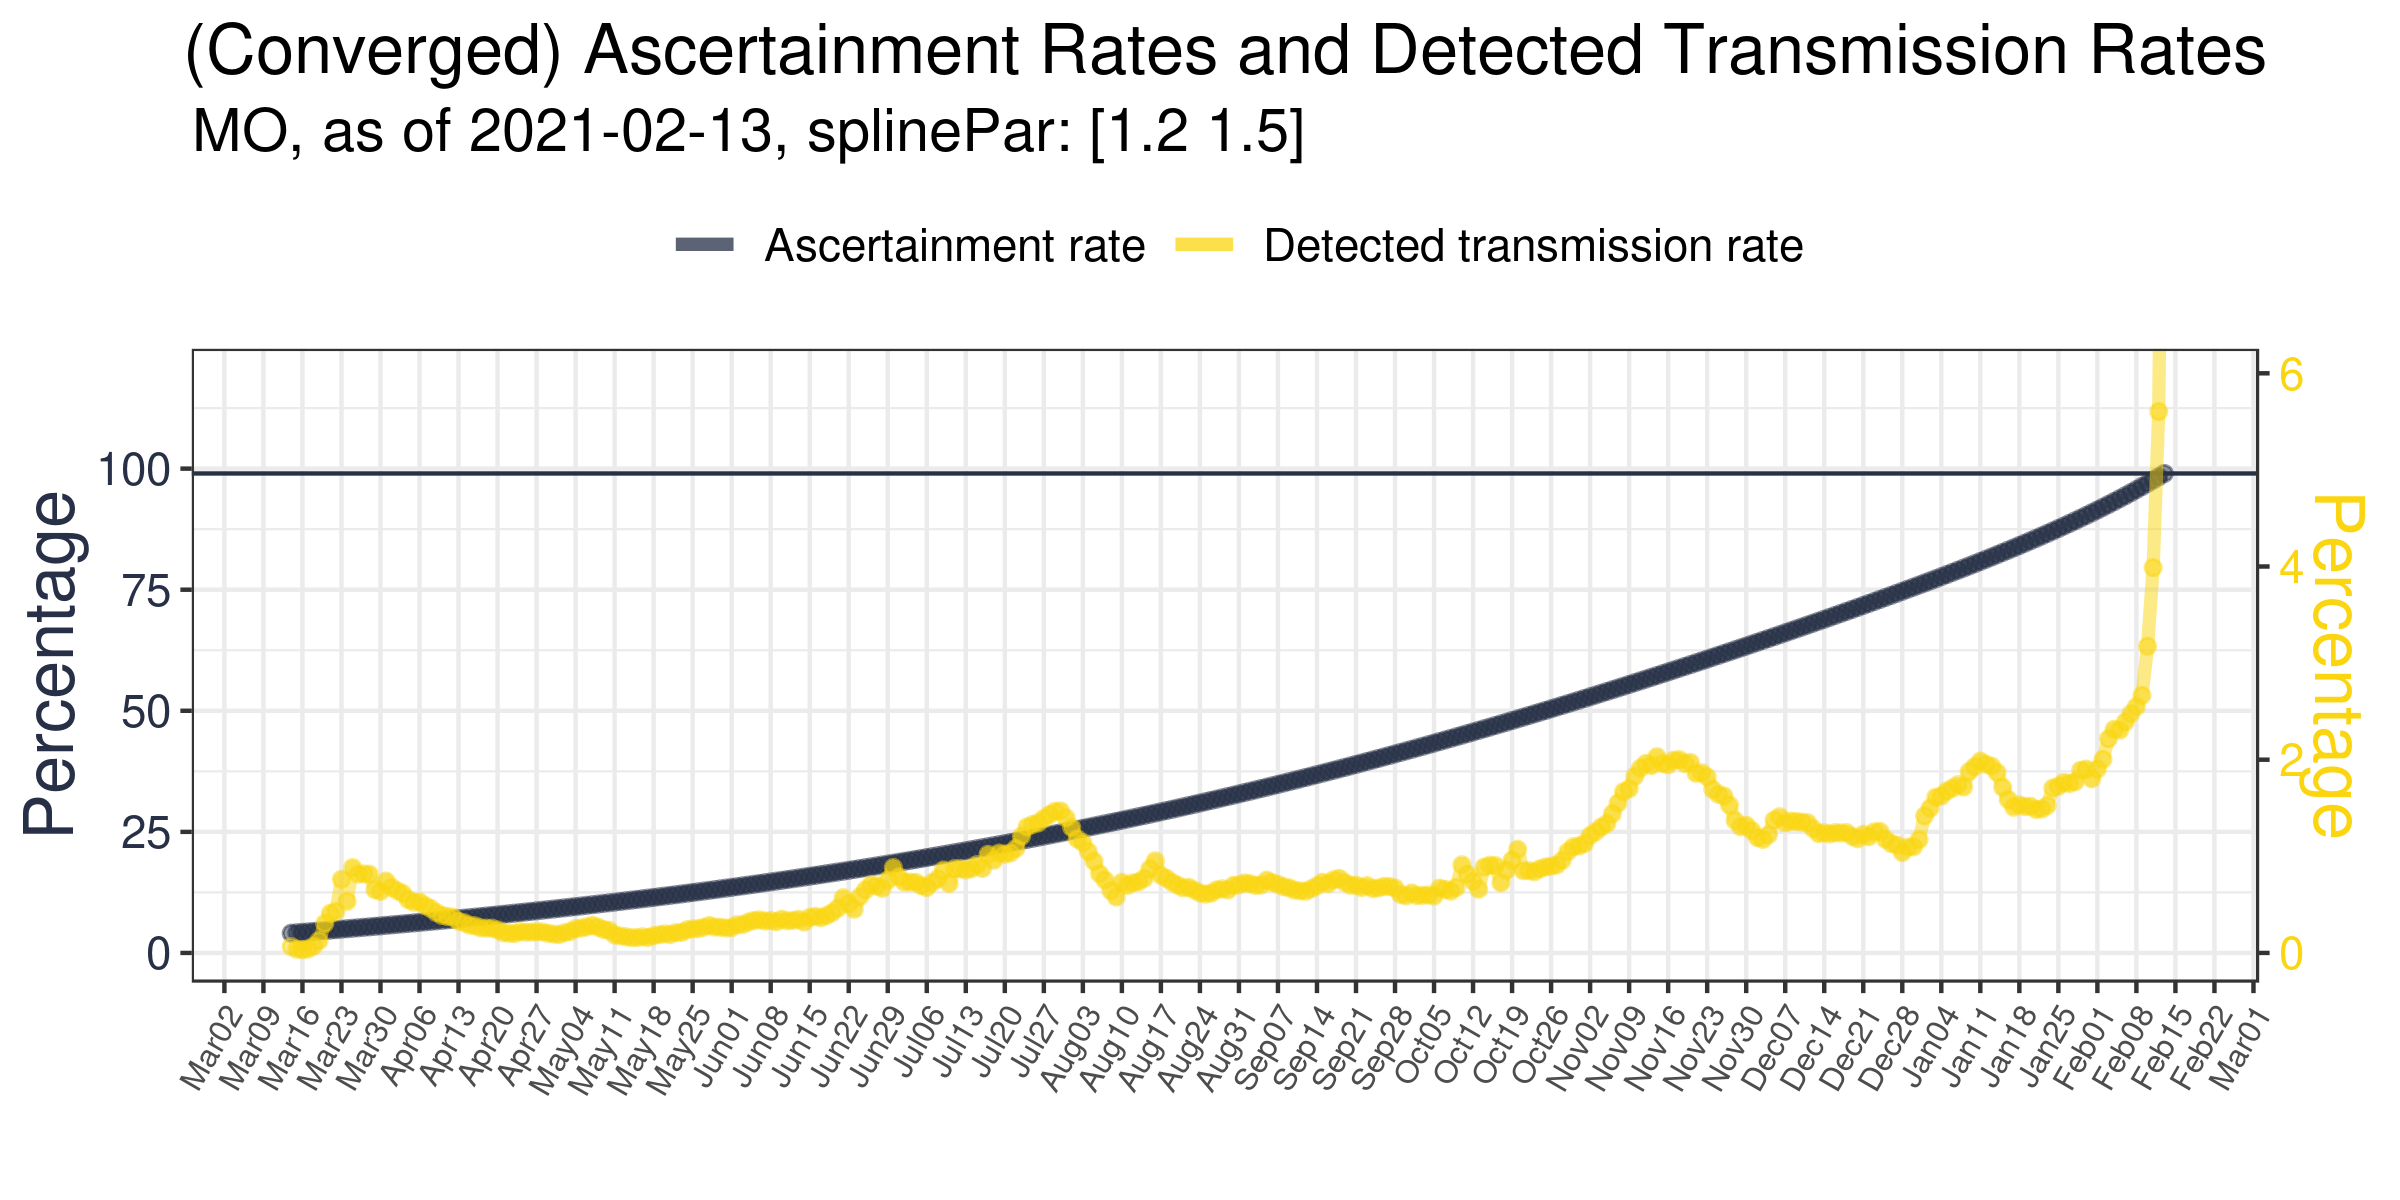 (Converged) Ascertainment Rates and Detected Transmission Rates
MO, as of 2021-02-13, splinePar: [1.2 1.5]
Ascertainment rate
Detected transmission rate
Percentage
100
75
50
25
0
6
4
2
0
Percentage
Mar02
Mar09
Mar16
Mar23
Mar30
Apr06
Apr13
Apr20
Apr27
May04
May11
May18
May25
Jun01
Jun08
Jun15
Jun22
Jun29
Jul06
Jul13
Jul20
Jul27
Aug03
Aug10
Aug17
Aug24
Aug31
Sep07
Sep14
Sep21
Sep28
Oct05
Oct12
Oct19
Oct26
Nov02
Nov09
Nov16
Nov23
Nov30
Dec07
Dec14
Dec21
Dec28
Jan04
Jan11
Jan18
Jan25
Feb01
Feb08
Feb15
Feb22
Mar01